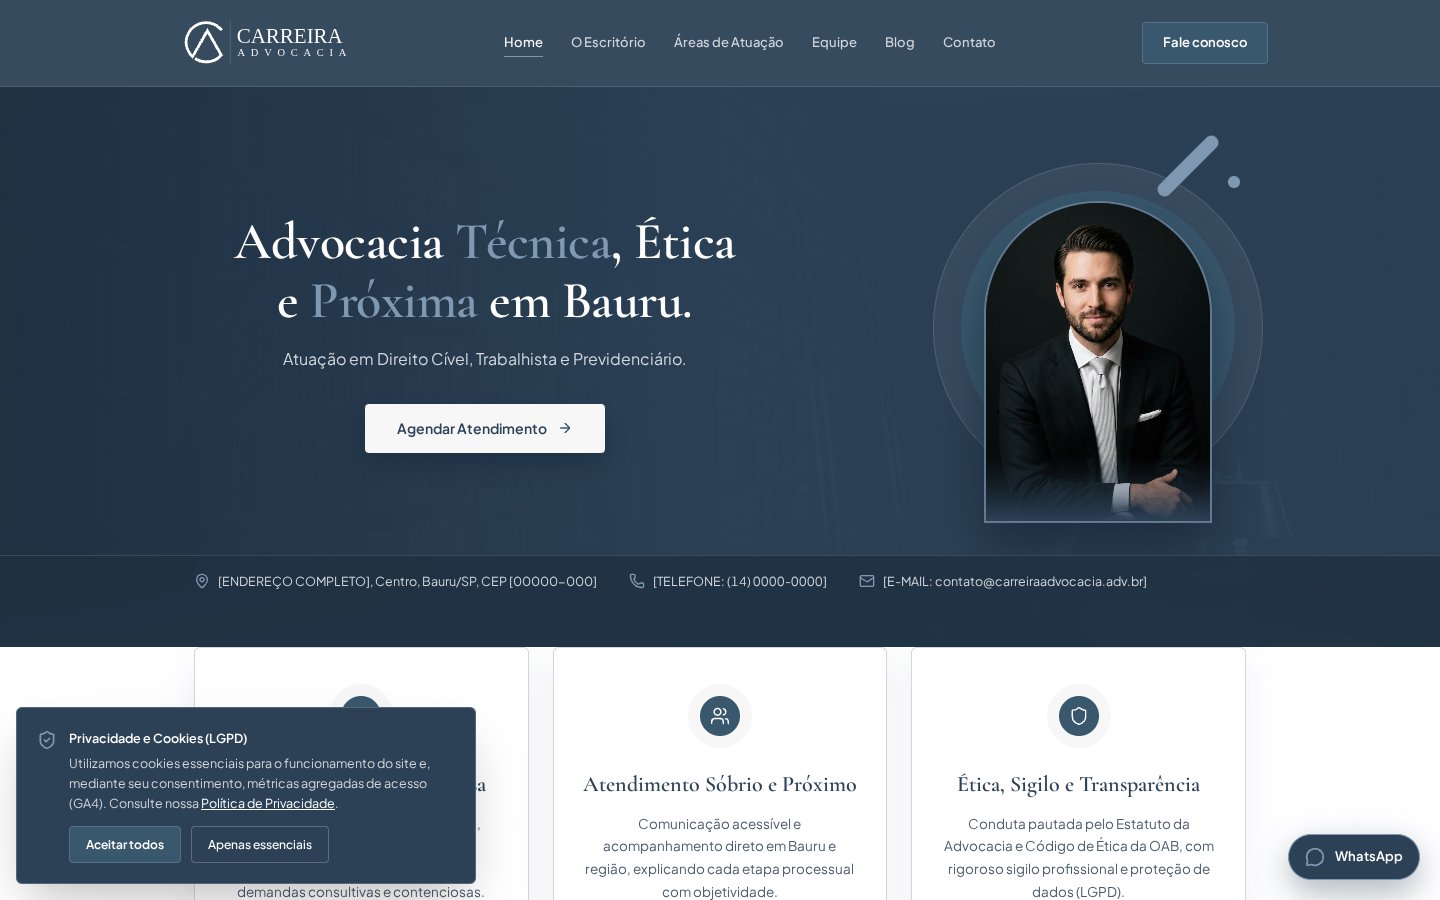 CARREIRA
ADVOCACIA
Home
O Escritório
Áreas de Atuação
Equipe
Blog
Contato
Fale conosco
Advocacia Técnica, Ética
e Próxima em Bauru.
Atuação em Direito Cível, Trabalhista e Previdenciário.
Agendar Atendimento
[ENDEREÇO COMPLETO], Centro, Bauru/SP, CEP [00000-000]
[TELEFONE: (14) 0000-0000]
[E-MAIL: contato@carreiraadvocacia.adv.br]
demandas consultivas e contenciosas.
Atendimento Sóbrio e Próximo
Comunicação acessível e
acompanhamento direto em Bauru e
região, explicando cada etapa processual
com objetividade.
Ética, Sigilo e Transparência
Conduta pautada pelo Estatuto da
Advocacia e Código de Ética da OAB, com
rigoroso sigilo profissional e proteção de
dados (LGPD).
Privacidade e Cookies (LGPD)
Utilizamos cookies essenciais para o funcionamento do site e,
mediante seu consentimento, métricas agregadas de acesso
(GA4). Consulte nossa Política de Privacidade.
Aceitar todos
Apenas essenciais
WhatsApp